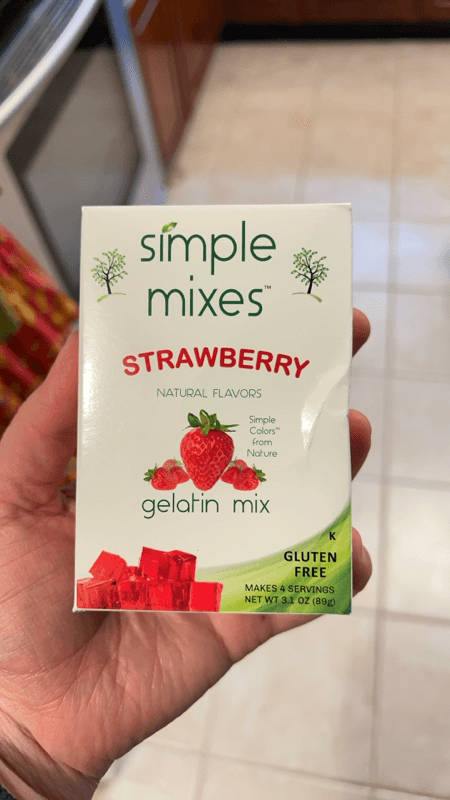 simple
mixes™
STRAWBERRY
NATURAL FLAVORS
Simple
Colors™
from
Nature
gelatin mix
K
GLUTEN
FREE
MAKES 4 SERVINGS
NET WT 3.1 OZ (89g)